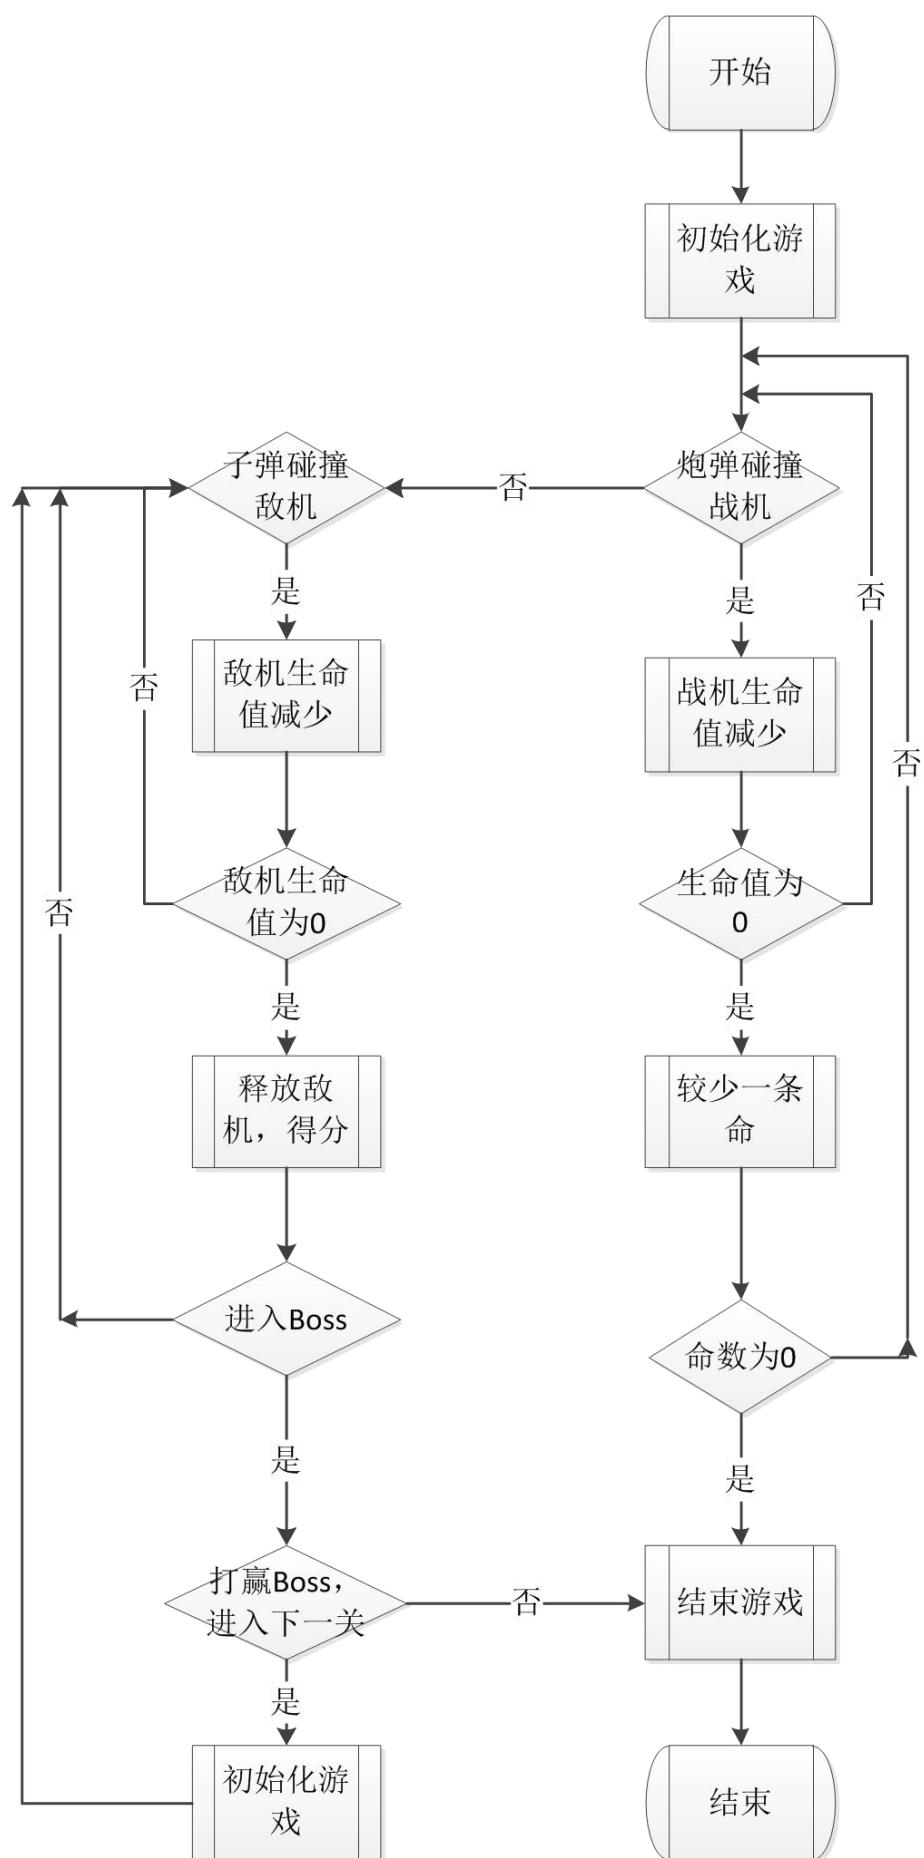 开始
初始化游
戏
子弹碰撞
敌机
否
炮弹碰撞
战机
是
是
否
敌机生命
值减少
否
战机生命
值减少
否
敌机生命
值为0
生命值为
0
否
是
是
释放敌
机，得分
较少一条
命
进入Boss
命数为0
是
是
打赢Boss，
进入下一关
否
结束游戏
是
初始化游
戏
结束